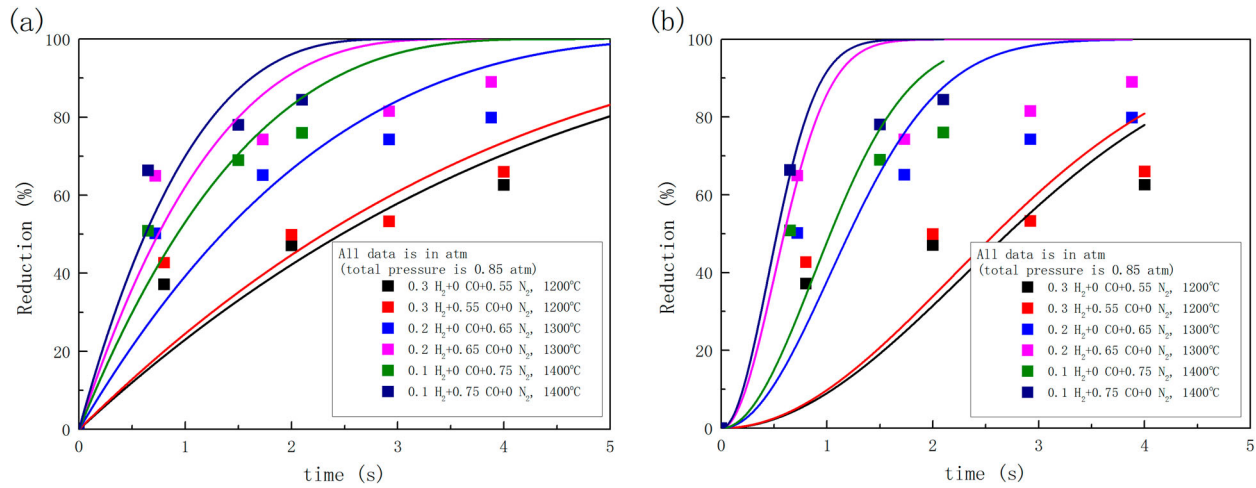 (a)
100
80
60
40
20
0
Reduction (%)
0 1 2 3 4 5
time (s)
All data is in atm
(total pressure is 0.85 atm)
0.3 H₂+0 CO+0.55 N₂, 1200℃
0.3 H₂+0.55 CO+0 N₂, 1200℃
0.2 H₂+0 CO+0.65 N₂, 1300℃
0.2 H₂+0.65 CO+0 N₂, 1300℃
0.1 H₂+0 CO+0.75 N₂, 1400℃
0.1 H₂+0.75 CO+0 N₂, 1400℃
(b)
100
80
60
40
20
0
Reduction (%)
0 1 2 3 4 5
time (s)
All data is in atm
(total pressure is 0.85 atm)
0.3 H₂+0 CO+0.55 N₂, 1200℃
0.3 H₂+0.55 CO+0 N₂, 1200℃
0.2 H₂+0 CO+0.65 N₂, 1300℃
0.2 H₂+0.65 CO+0 N₂, 1300℃
0.1 H₂+0 CO+0.75 N₂, 1400℃
0.1 H₂+0.75 CO+0 N₂, 1400℃